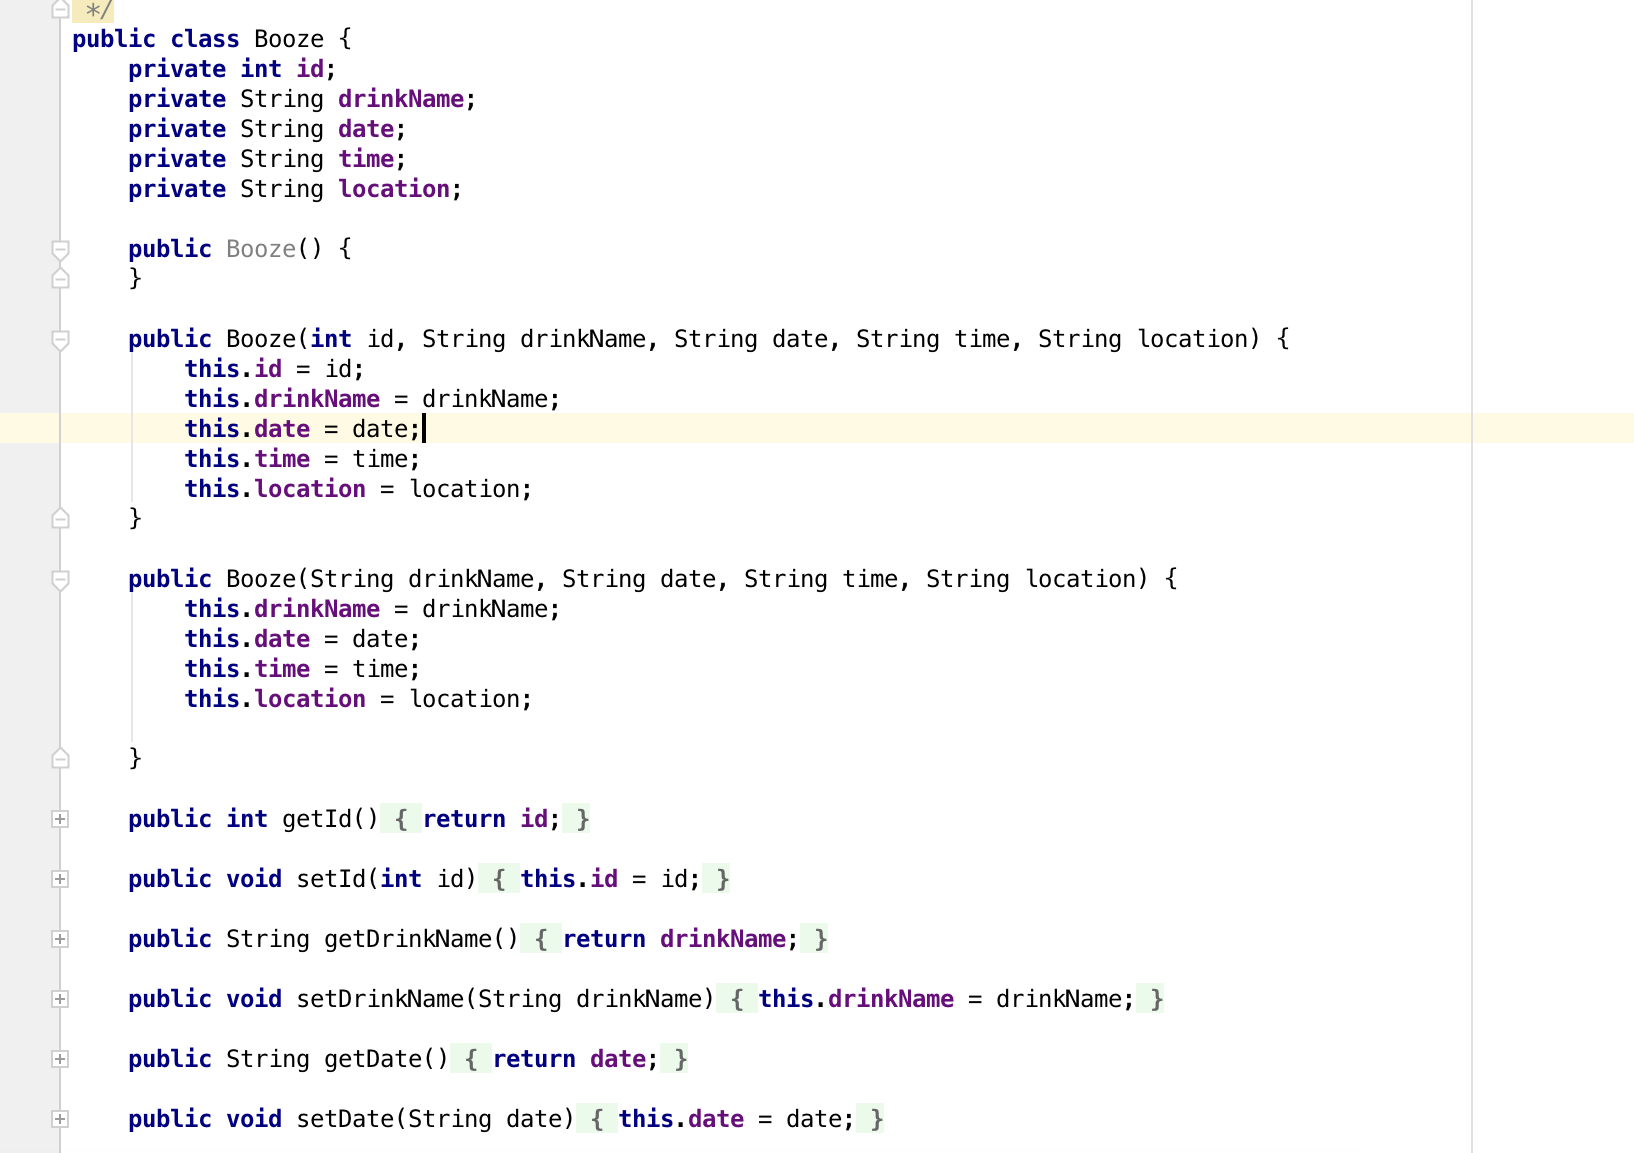 */
public class Booze {
    private int id;
    private String drinkName;
    private String date;
    private String time;
    private String location;

    public Booze() {
    }

    public Booze(int id, String drinkName, String date, String time, String location) {
        this.id = id;
        this.drinkName = drinkName;
        this.date = date;
        this.time = time;
        this.location = location;
    }

    public Booze(String drinkName, String date, String time, String location) {
        this.drinkName = drinkName;
        this.date = date;
        this.time = time;
        this.location = location;

    }

    public int getId() { return id; }

    public void setId(int id) { this.id = id; }

    public String getDrinkName() { return drinkName; }

    public void setDrinkName(String drinkName) { this.drinkName = drinkName; }

    public String getDate() { return date; }

    public void setDate(String date) { this.date = date; }